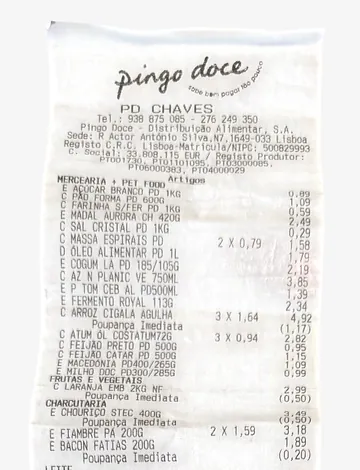 pingo doce
sabe bem pagar tão pouco
PD CHAVES
Tel.: 938 875 085 - 276 249 350
Pingo Doce - Distribuição Alimentar, S.A.
Sede: R Actor António Silva,N7,1649-033 Lisboa
Registo C.R.C. Lisboa-Matrícula/NIPC: 500829993
C. Social: 33.808.115 EUR / Registo Produtor:
PT001730, PT01101095, PT03000085,
PT06000383, PT04000029
Artigos
MERCEARIA + PET FOOD
E AÇÚCAR BRANCO PD 1KG 0,89
C PÃO FORMA PD 600G 1,09
C FARINHA S/FER PD 1KG 0,59
E MADAL AURORA CH 420G 2,49
C SAL CRISTAL PD 1KG 0,29
C MASSA ESPIRAIS PD 2 X 0,79 1,58
D ÓLEO ALIMENTAR PD 1L 1,79
E COGUM LA PD 185/105G 2,19
C AZ N PLANIC VE 750ML 3,85
E P TOM CEB AL PD500ML 1,39
E FERMENTO ROYAL 113G 2,34
C ARROZ CIGALA AGULHA 3 X 1,64 4,92
Poupança Imediata (1,17)
C ATUM ÓL COSTATUM72G 3 X 0,94 2,82
C FEIJÃO PRETO PD 500G 0,95
C FEIJÃO CATAR PD 500G 1,15
E MACEDÓNIA PD400/265G 1,09
E MILHO DOC PD300/285G 0,99
FRUTAS E VEGETAIS
C LARANJA EMB 2KG NF 2,99
Poupança Imediata (0,50)
CHARCUTARIA
E CHOURIÇO STEC 400G 3,49
Poupança Imediata (0,50)
E FIAMBRE PÁ 200G 2 X 1,59 3,18
E BACON FATIAS 200G 1,89
Poupança Imediata (0,20)
LEITE